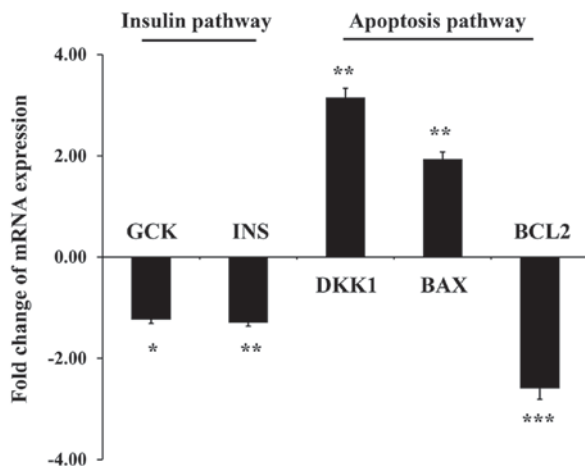 Insulin pathway
Apoptosis pathway
Fold change of mRNA expression
4.00
2.00
0.00
-2.00
-4.00
GCK
INS
DKK1
BAX
BCL2
*
**
**
**
***